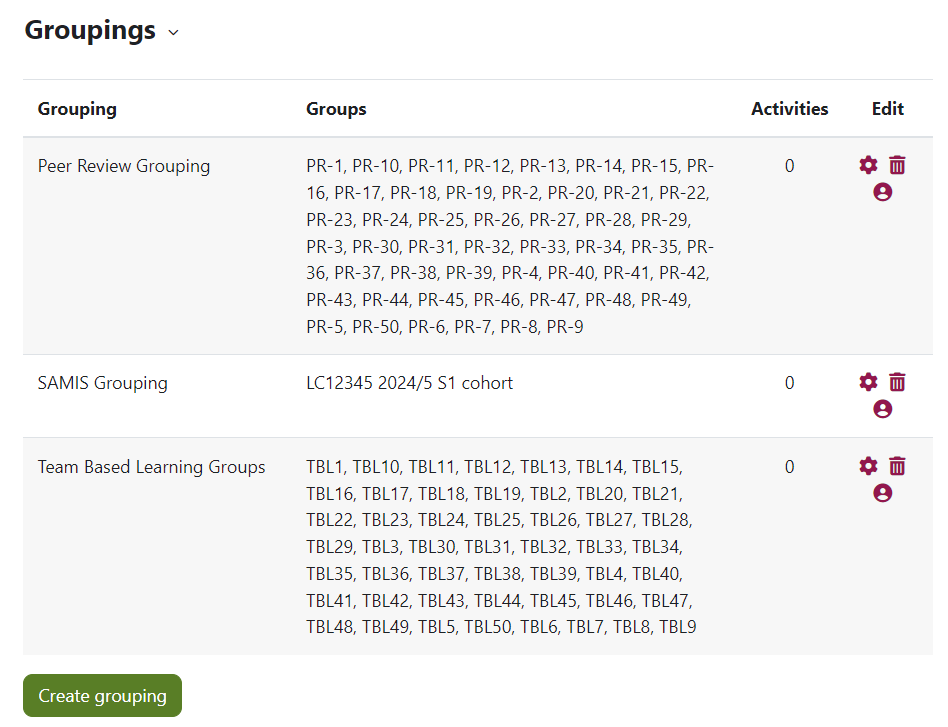 Groupings
Grouping Groups Activities Edit
Peer Review Grouping PR-1, PR-10, PR-11, PR-12, PR-13, PR-14, PR-15, PR- 0
16, PR-17, PR-18, PR-19, PR-2, PR-20, PR-21, PR-22,
PR-23, PR-24, PR-25, PR-26, PR-27, PR-28, PR-29,
PR-3, PR-30, PR-31, PR-32, PR-33, PR-34, PR-35, PR-
36, PR-37, PR-38, PR-39, PR-4, PR-40, PR-41, PR-42,
PR-43, PR-44, PR-45, PR-46, PR-47, PR-48, PR-49,
PR-5, PR-50, PR-6, PR-7, PR-8, PR-9
SAMIS Grouping LC12345 2024/5 S1 cohort 0
Team Based Learning Groups TBL1, TBL10, TBL11, TBL12, TBL13, TBL14, TBL15, 0
TBL16, TBL17, TBL18, TBL19, TBL2, TBL20, TBL21,
TBL22, TBL23, TBL24, TBL25, TBL26, TBL27, TBL28,
TBL29, TBL3, TBL30, TBL31, TBL32, TBL33, TBL34,
TBL35, TBL36, TBL37, TBL38, TBL39, TBL4, TBL40,
TBL41, TBL42, TBL43, TBL44, TBL45, TBL46, TBL47,
TBL48, TBL49, TBL5, TBL50, TBL6, TBL7, TBL8, TBL9
Create grouping